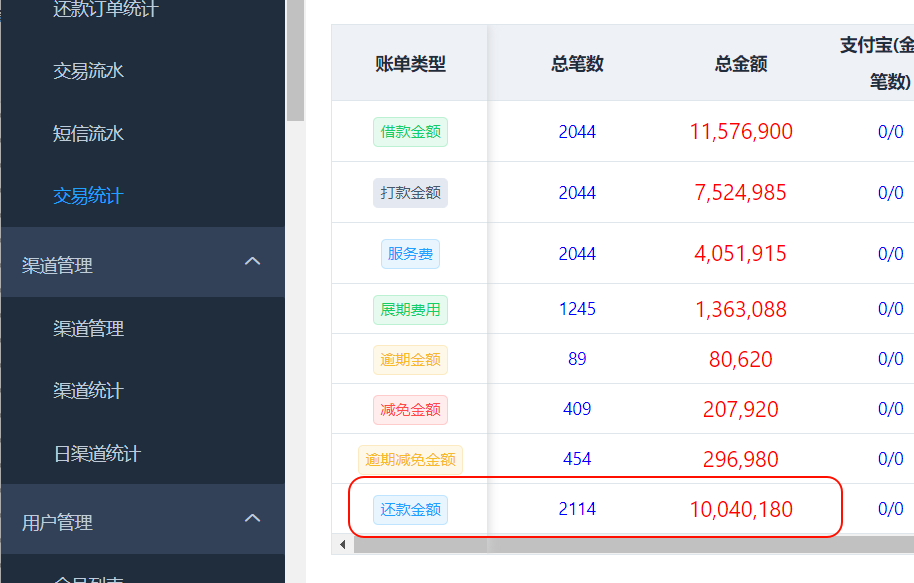 还款订单统计
交易流水
短信流水
交易统计
渠道管理
渠道管理
渠道统计
日渠道统计
用户管理
会员列表
账单类型 总笔数 总金额 支付宝(金
笔数)
借款金额 2044 11,576,900 0/0
打款金额 2044 7,524,985 0/0
服务费 2044 4,051,915 0/0
展期费用 1245 1,363,088 0/0
逾期金额 89 80,620 0/0
减免金额 409 207,920 0/0
逾期减免金额 454 296,980 0/0
还款金额 2114 10,040,180 0/0